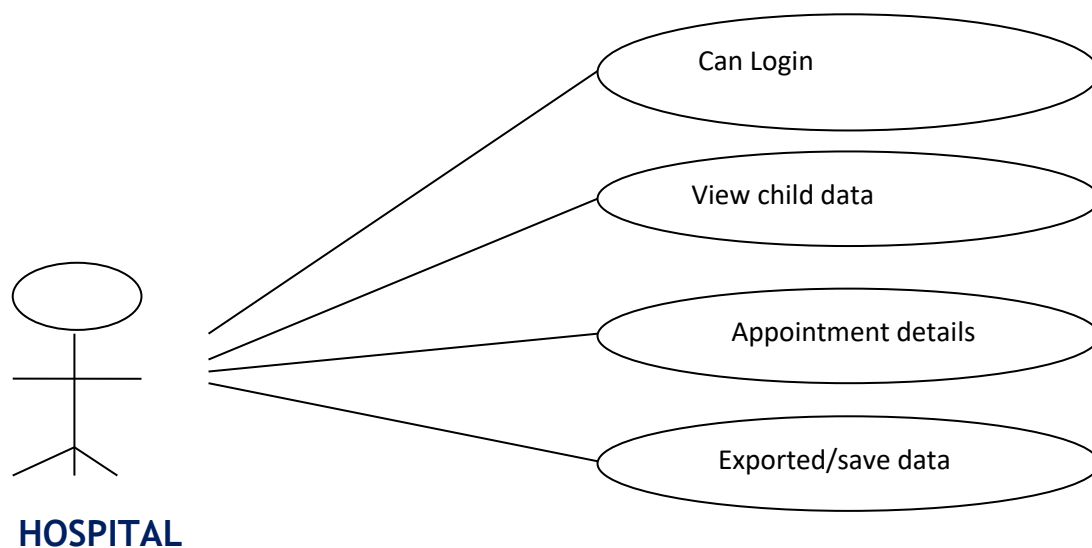 Can Login
View child data
Appointment details
Exported/save data
HOSPITAL